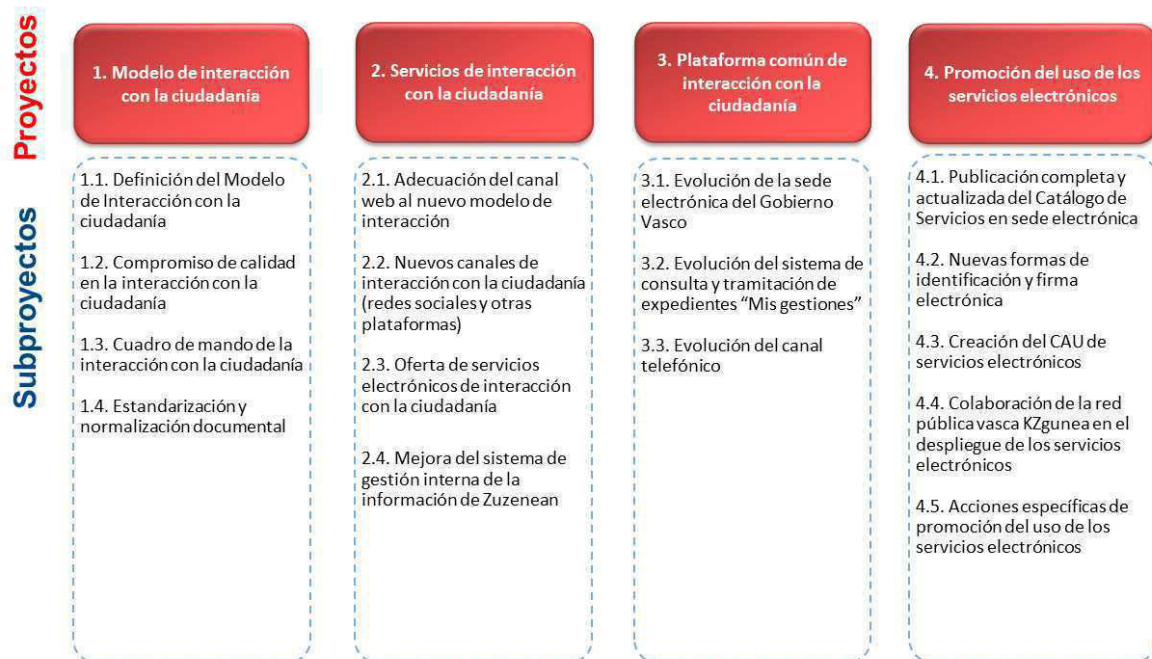 Proyectos
1. Modelo de interacción
con la ciudadanía
2. Servicios de interacción
con la ciudadanía
3. Plataforma común de
interacción con la
ciudadanía
4. Promoción del uso de los
servicios electrónicos
Subproyectos
1.1. Definición del Modelo
de Interacción con la
ciudadanía
1.2. Compromiso de calidad
en la interacción con la
ciudadanía
1.3. Cuadro de mando de la
interacción con la ciudadanía
1.4. Estandarización y
normalización documental
2.1. Adecuación del canal
web al nuevo modelo de
interacción
2.2. Nuevos canales de
interacción con la ciudadanía
(redes sociales y otras
plataformas)
2.3. Oferta de servicios
electrónicos de interacción
con la ciudadanía
2.4. Mejora del sistema de
gestión interna de la
información de Zuzenean
3.1. Evolución de la sede
electrónica del Gobierno
Vasco
3.2. Evolución del sistema de
consulta y tramitación de
expedientes “Mis gestiones”
3.3. Evolución del canal
telefónico
4.1. Publicación completa y
actualizada del Catálogo de
Servicios en sede electrónica
4.2. Nuevas formas de
identificación y firma
electrónica
4.3. Creación del CAU de
servicios electrónicos
4.4. Colaboración de la red
pública vasca KZgunea en el
despliegue de los servicios
electrónicos
4.5. Acciones específicas de
promoción del uso de los
servicios electrónicos